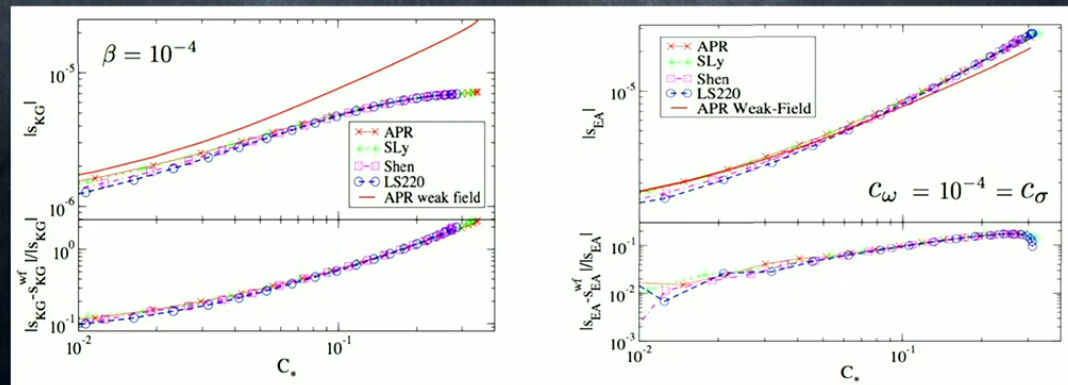 β = 10⁻⁴
|s_KG|
10⁻⁵
10⁻⁶
APR
SLy
Shen
LS220
APR weak field
|s_KG-s_KG^wf|/|s_KG|
10⁰
10⁻¹
10⁻²
10⁻¹
C_*
|s_EA|
10⁻⁵
APR
SLy
Shen
LS220
APR Weak-Field
c_ω = 10⁻⁴ = c_σ
|s_EA-s_EA^wf|/|s_EA|
10⁻¹
10⁻²
10⁻³
10⁻²
10⁻¹
C_*